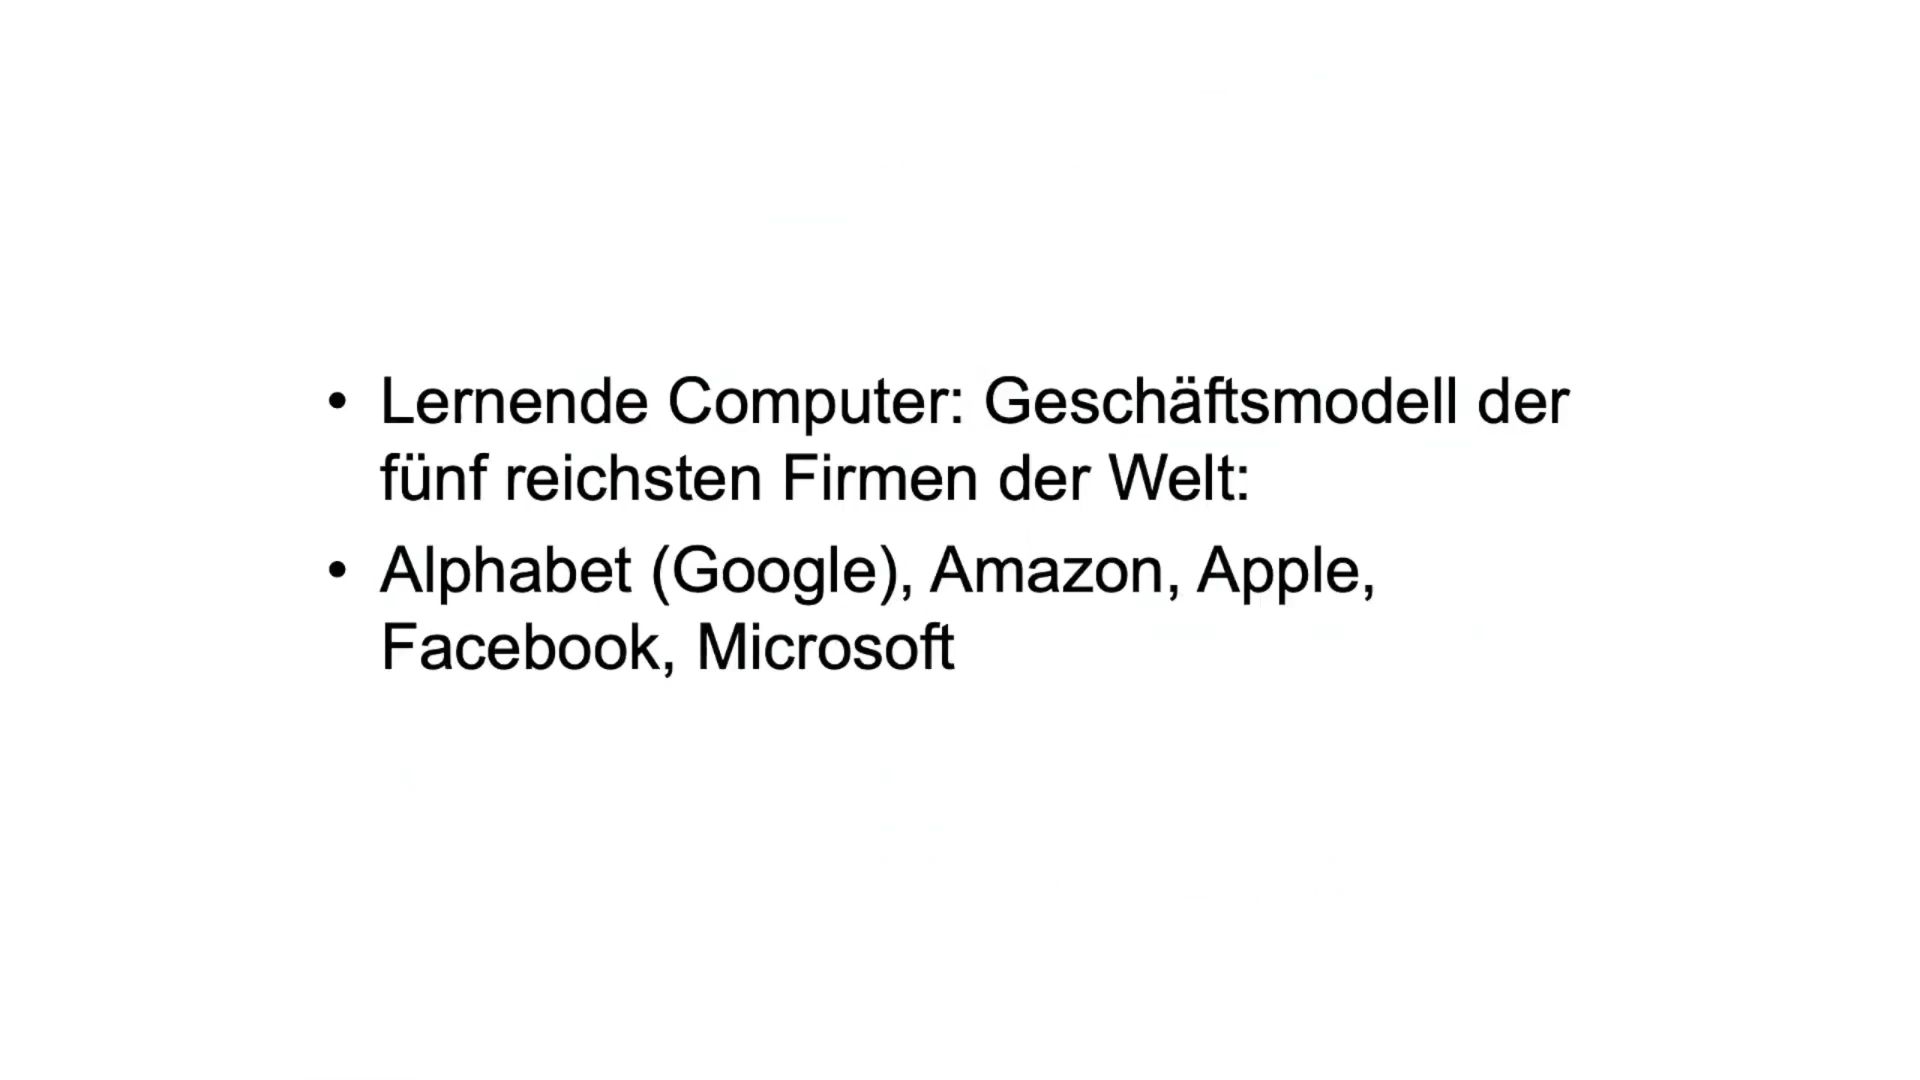 • Lernende Computer: Geschäftsmodell der
fünf reichsten Firmen der Welt:
• Alphabet (Google), Amazon, Apple,
Facebook, Microsoft